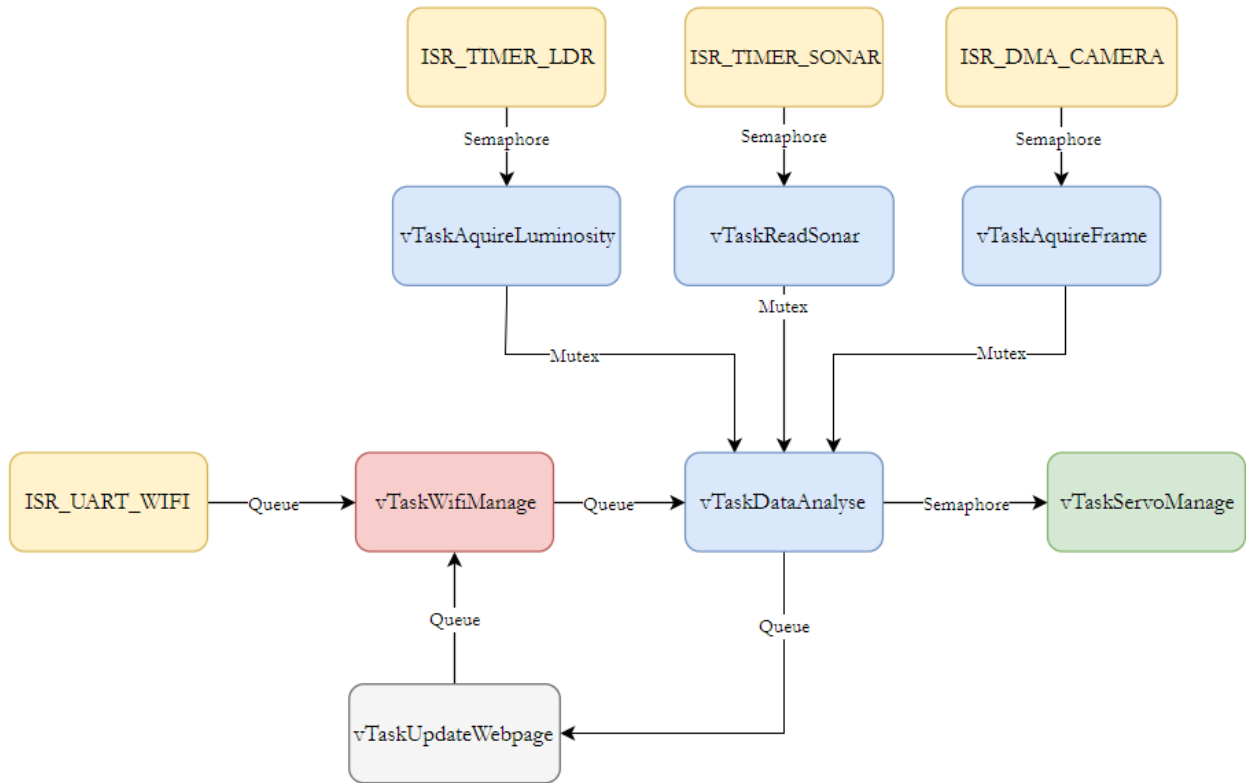 ISR_TIMER_LDR
ISR_TIMER_SONAR
ISR_DMA_CAMERA
Semaphore
Semaphore
Semaphore
vTaskAquireLuminosity
vTaskReadSonar
vTaskAquireFrame
Mutex
Mutex
Mutex
ISR_UART_WIFI
Queue
vTaskWifiManage
Queue
vTaskDataAnalyse
Semaphore
vTaskServoManage
Queue
Queue
vTaskUpdateWebpage